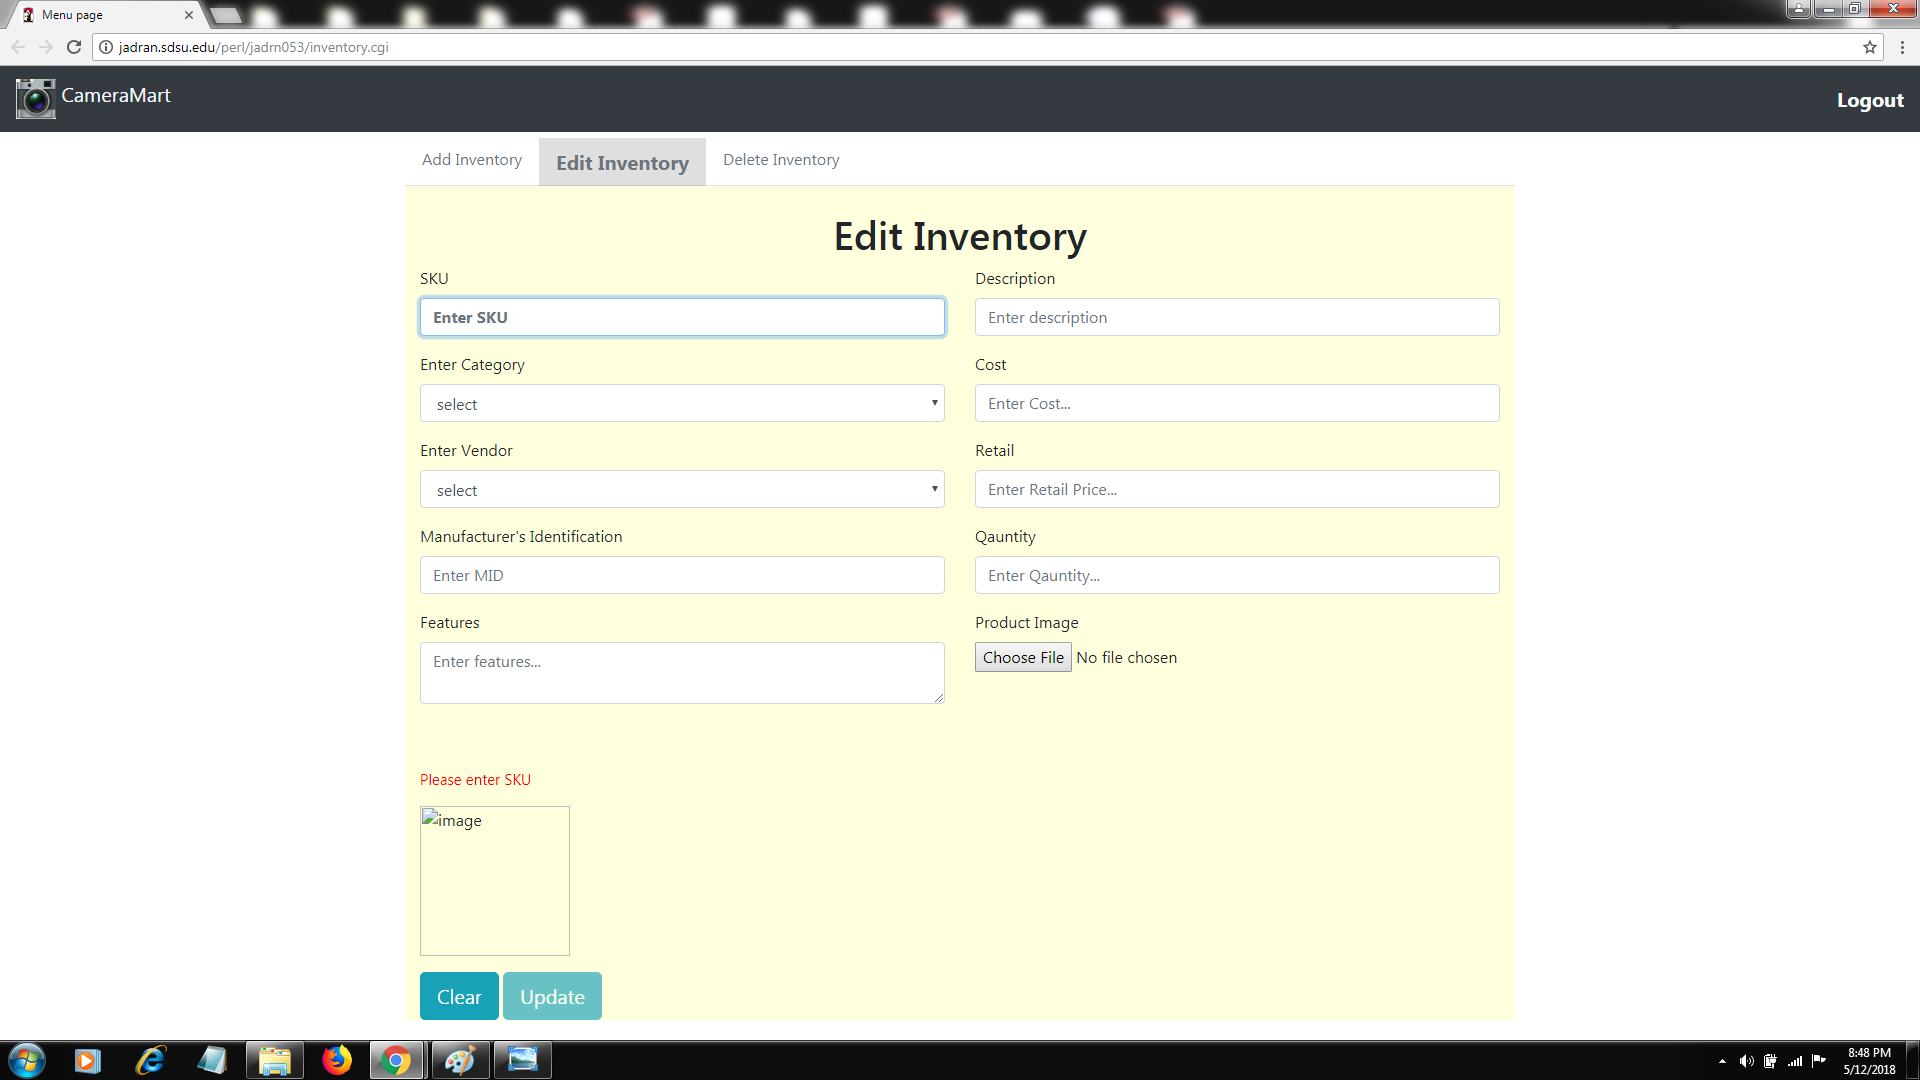 Menu page
jadran.sdsu.edu/perl/jadrn053/inventory.cgi
CameraMart
Logout
Add Inventory
Edit Inventory
Delete Inventory
Edit Inventory
SKU
Enter SKU
Description
Enter description
Enter Category
select
Cost
Enter Cost...
Enter Vendor
select
Retail
Enter Retail Price...
Manufacturer's Identification
Enter MID
Qauntity
Enter Qauntity...
Features
Enter features...
Product Image
Choose File No file chosen
Please enter SKU
image
Clear
Update
8:48 PM
5/12/2018